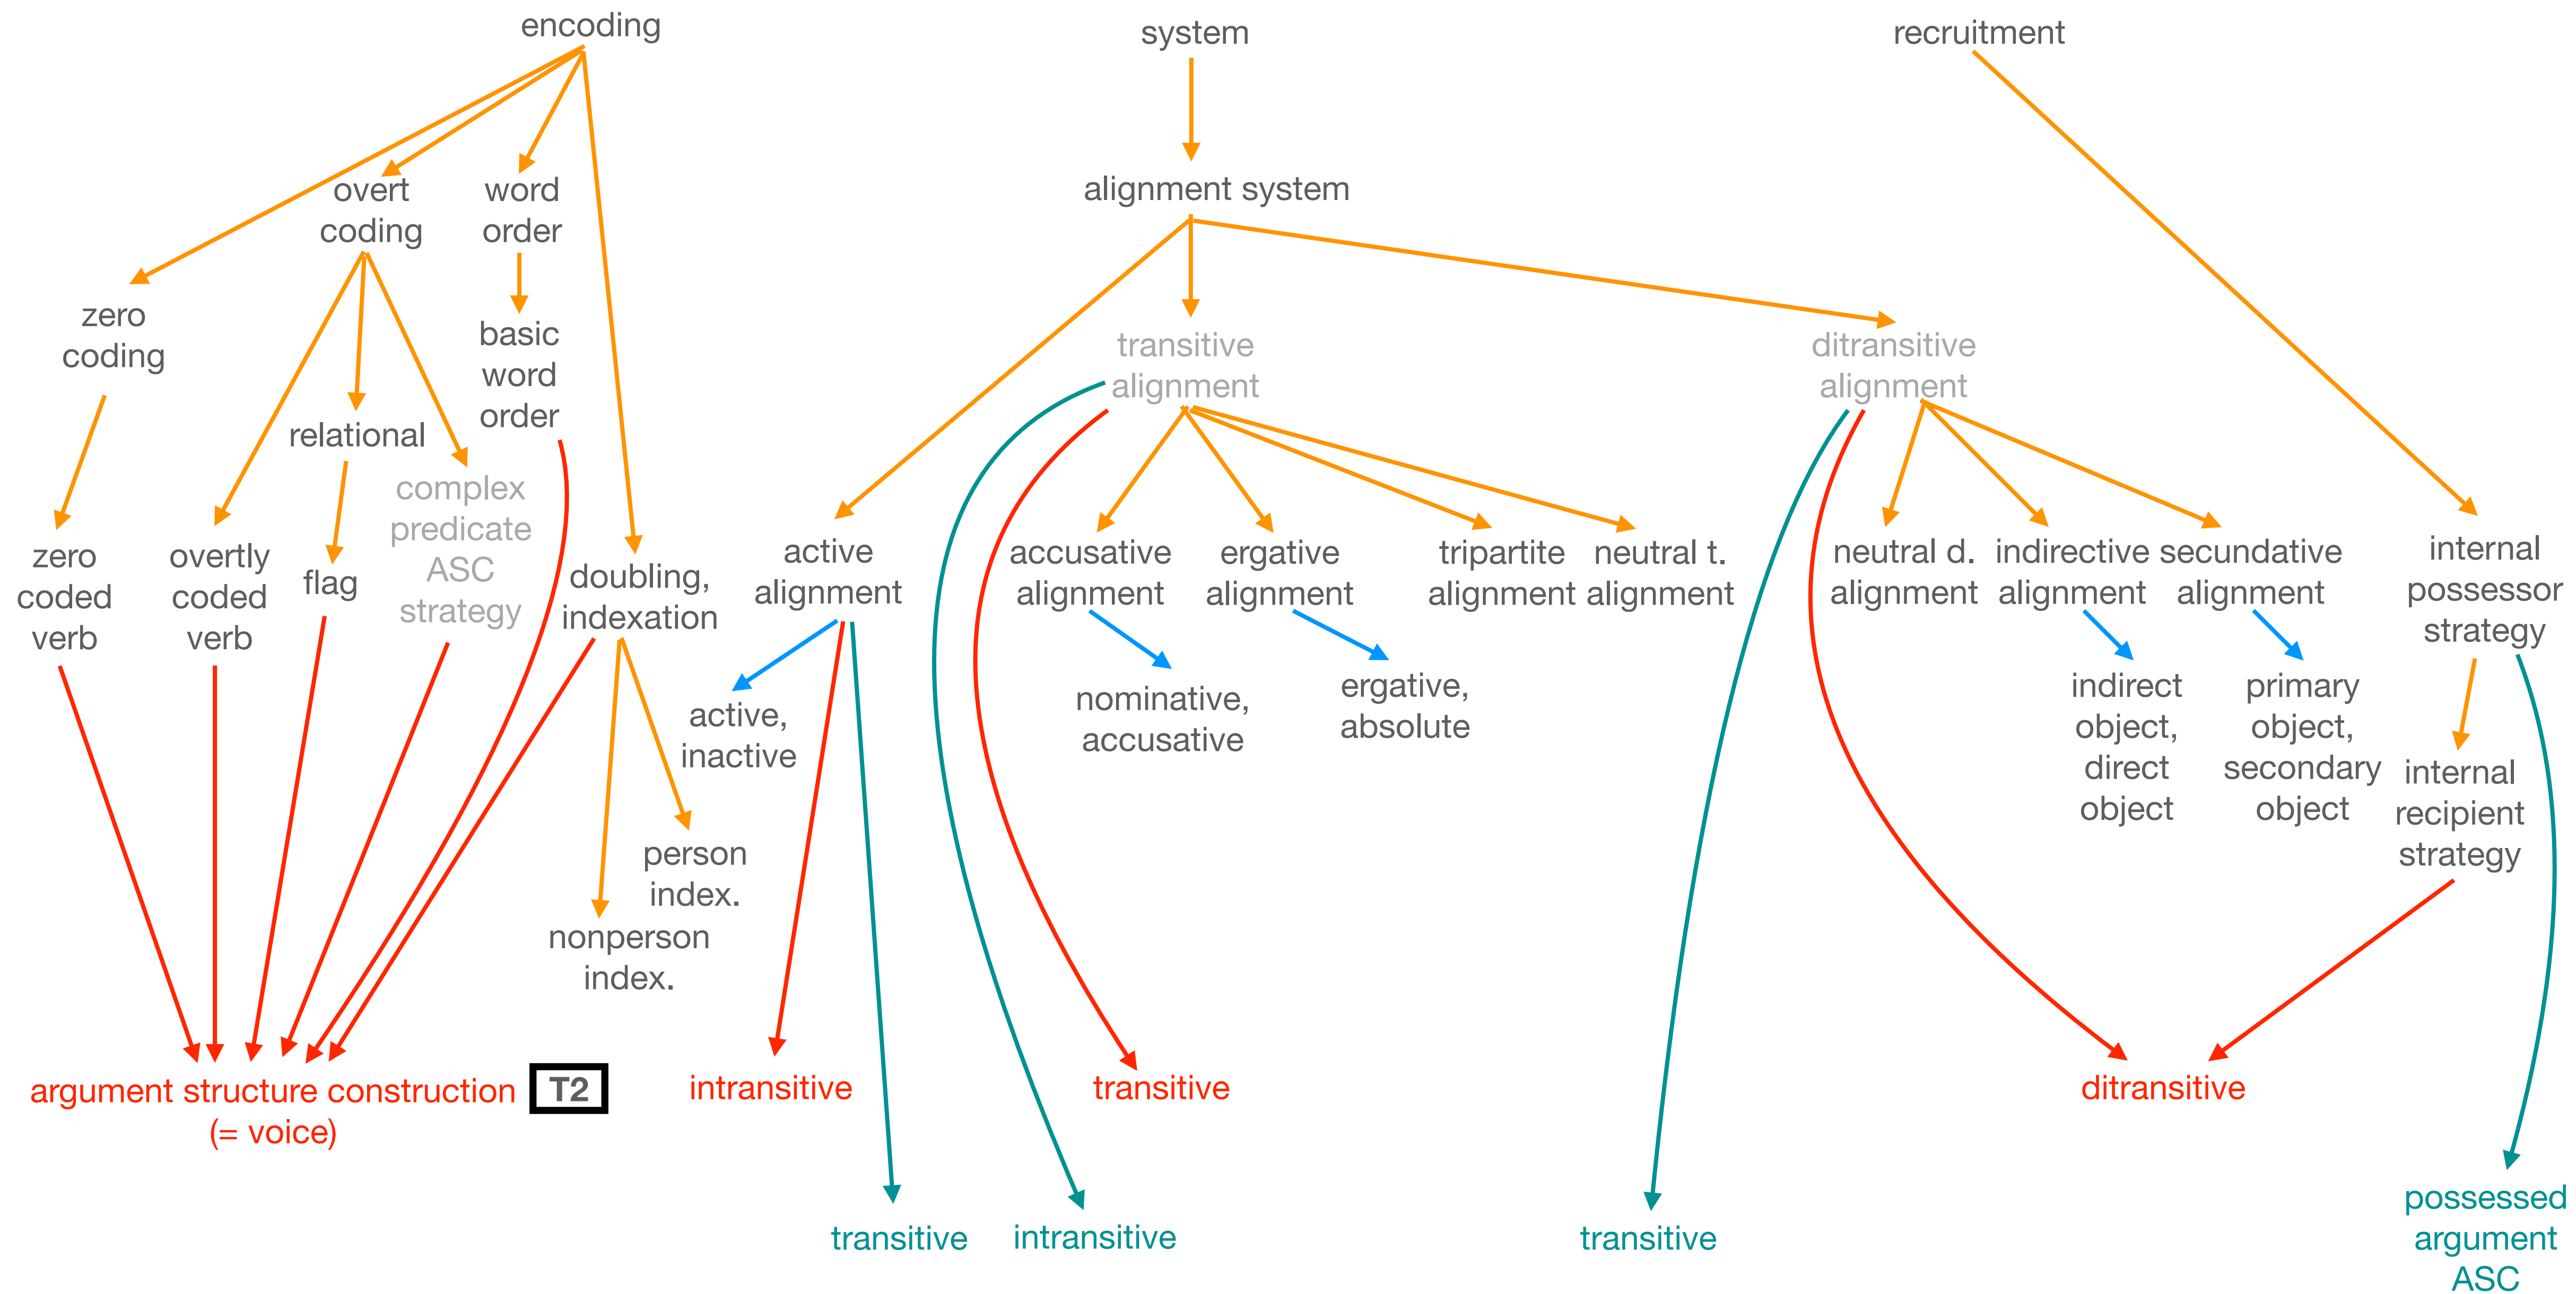 encoding
system
recruitment
overt
coding
word
order
alignment system
zero
coding
basic
word
order
transitive
alignment
ditransitive
alignment
relational
complex
predicate
ASC
strategy
zero
coded
verb
overtly
coded
verb
flag
doubling,
indexation
active
alignment
accusative
alignment
ergative
alignment
tripartite
alignment
neutral t.
alignment
neutral d.
alignment
indirective
alignment
secundative
alignment
internal
possessor
strategy
active,
inactive
nominative,
accusative
ergative,
absolute
indirect
object,
direct
object
primary
object,
secondary
object
internal
recipient
strategy
person
index.
nonperson
index.
argument structure construction
(= voice)
T2
intransitive
transitive
ditransitive
transitive
intransitive
transitive
possessed
argument
ASC